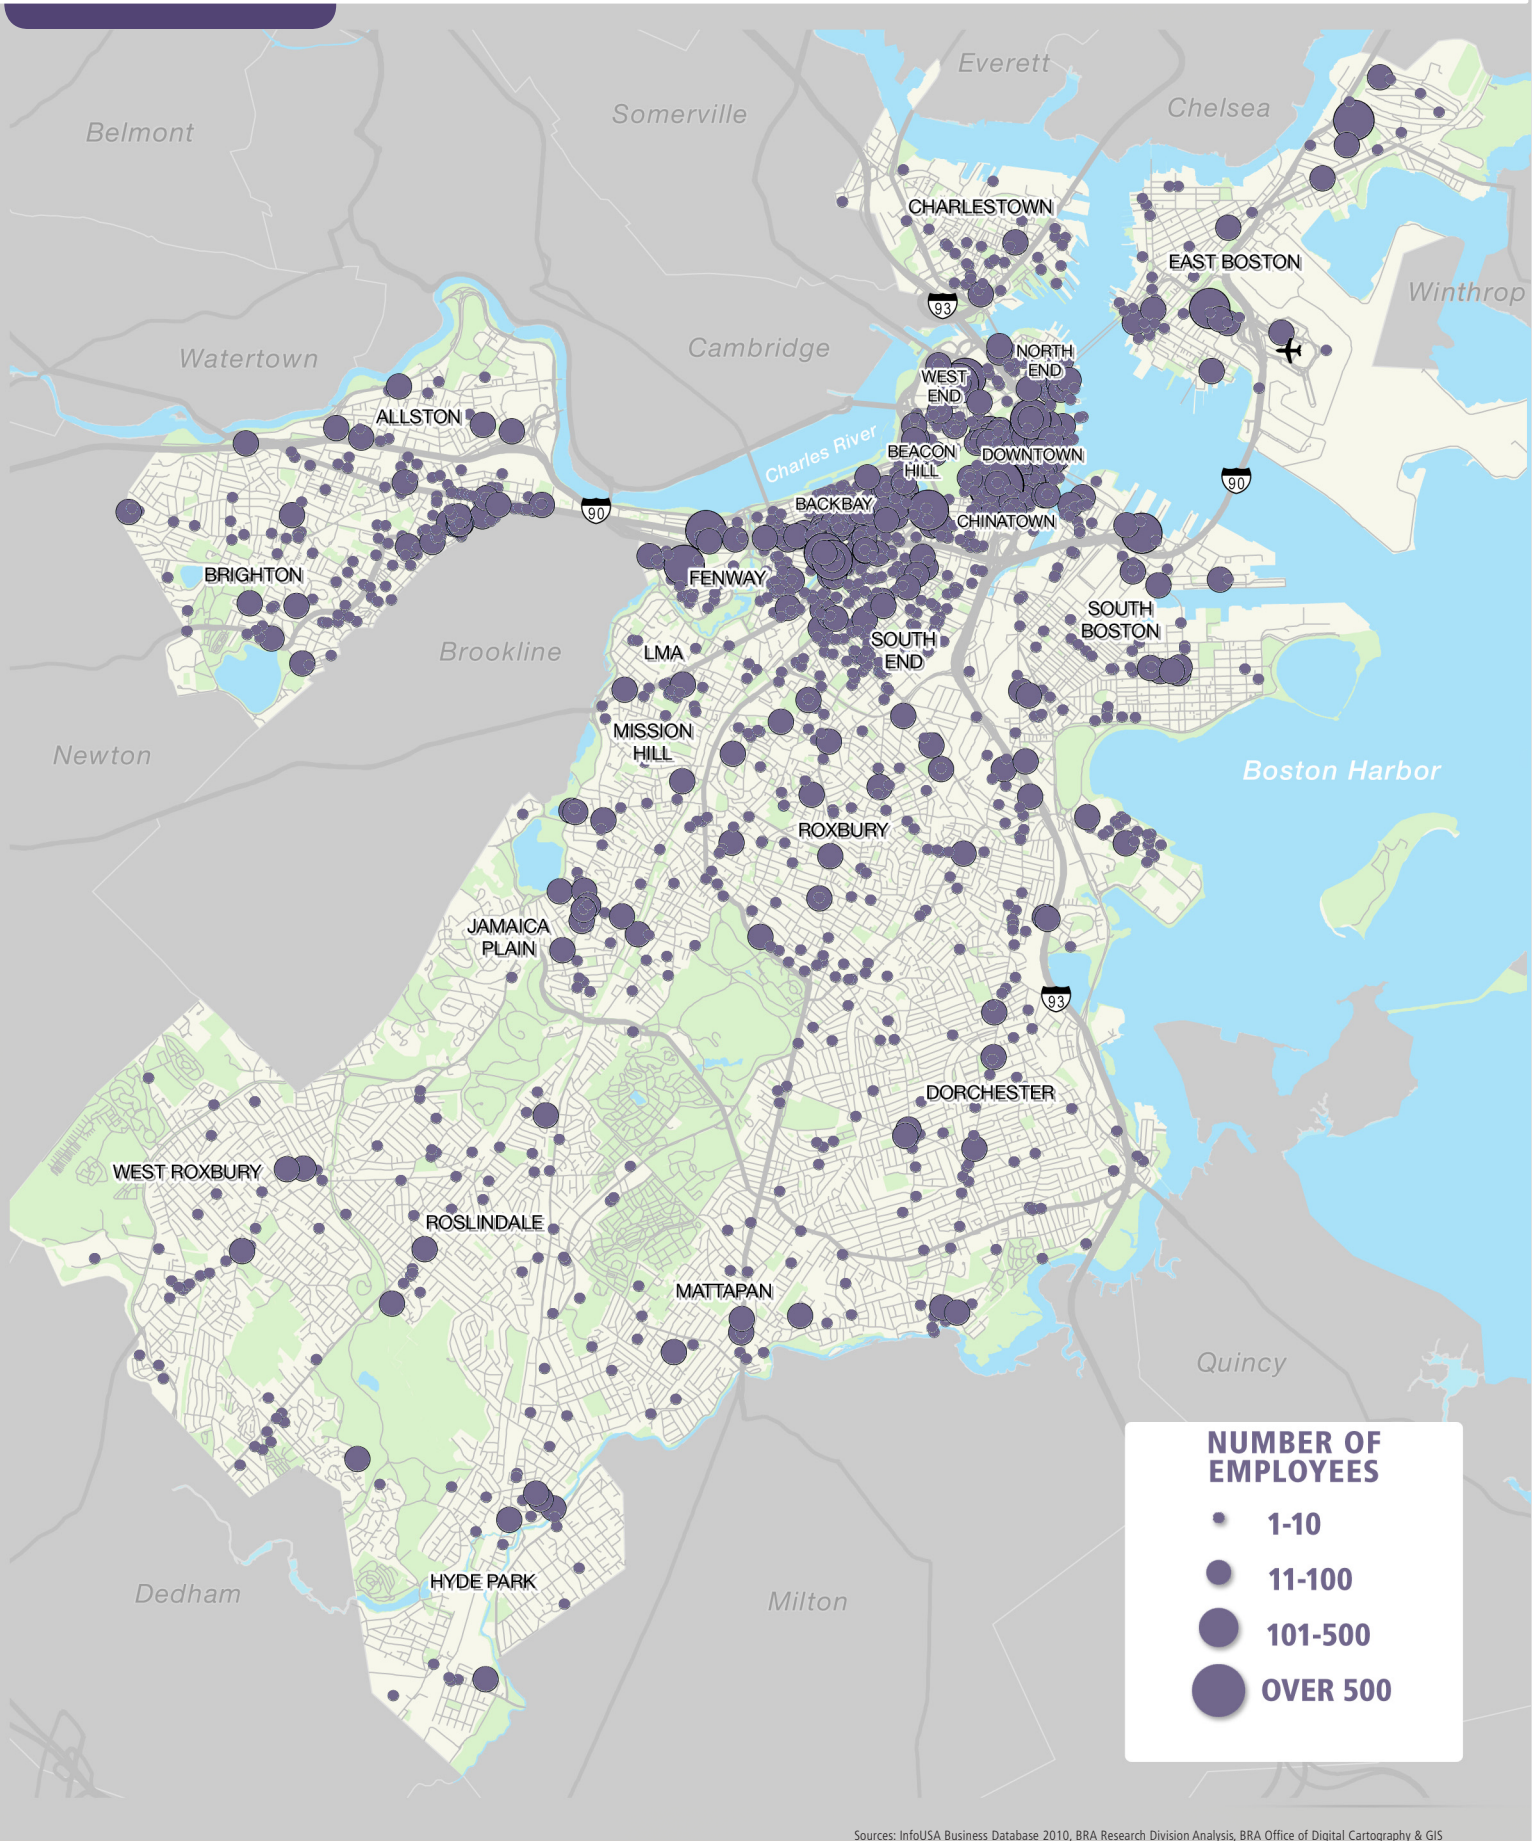 Everett
Chelsea
Somerville
Belmont
CHARLESTOWN
EAST BOSTON
Winthrop
93
Cambridge
Watertown
NORTH
END
WEST
END
ALLSTON
Charles River
BEACON
HILL
DOWNTOWN
90
BACKBAY
90
CHINATOWN
BRIGHTON
FENWAY
SOUTH
BOSTON
Brookline
LMA
SOUTH
END
MISSION
HILL
Newton
Boston Harbor
ROXBURY
JAMAICA
PLAIN
93
DORCHESTER
WEST ROXBURY
ROSLINDALE
MATTAPAN
Quincy
NUMBER OF
EMPLOYEES
1-10
11-100
101-500
OVER 500
HYDE PARK
Dedham
Milton
Sources: InfoUSA Business Database 2010, BRA Research Division Analysis, BRA Office of Digital Cartography & GIS